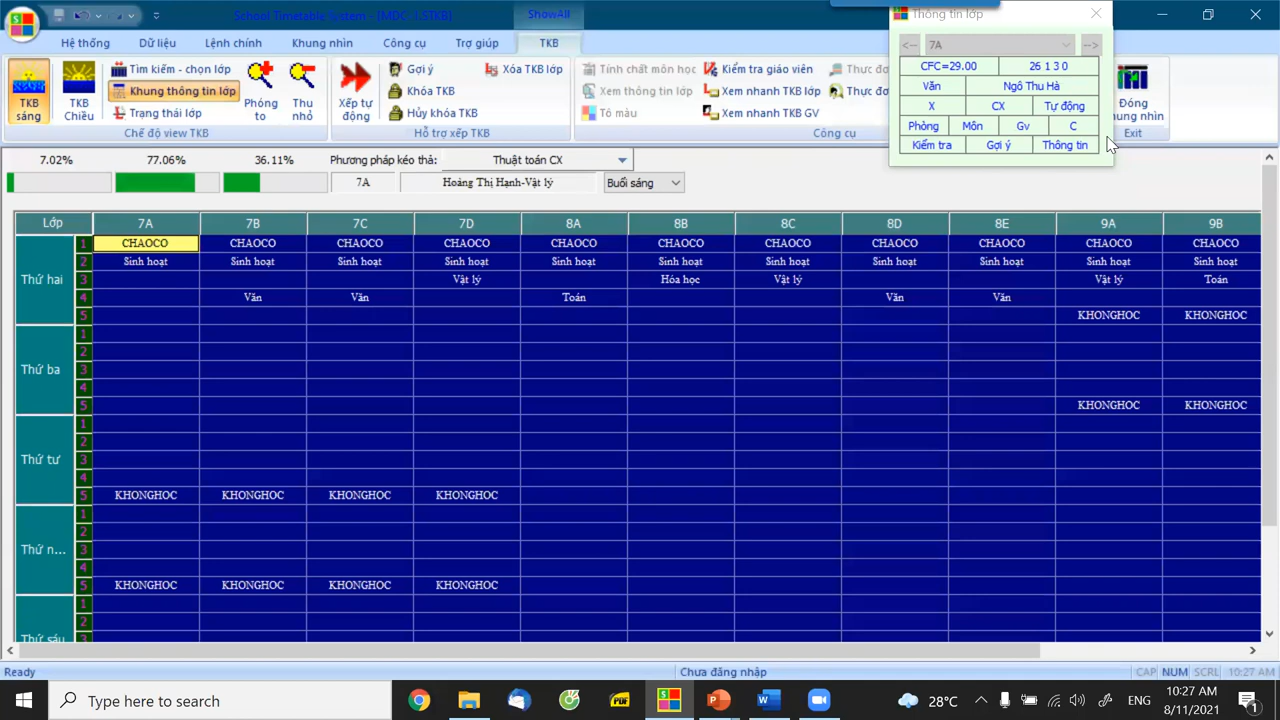 School Timetable System - [MDC_LSTKB]
ShowAll
Thông tin lớp
Hệ thống Dữ liệu Lệnh chính Khung nhìn Công cụ Trợ giúp TKB
<-- 7A -->
CFC=29.00 26 1 3 0
Văn Ngô Thu Hà
X CX Tự động
Phòng Môn Gv C
Kiểm tra Gợi ý Thông tin
TKB sáng
TKB Chiều
Tìm kiếm - chọn lớp
Khung thông tin lớp
Trạng thái lớp
Phóng to
Thu nhỏ
Chế độ view TKB
Xếp tự động
Gợi ý
Khóa TKB
Hủy khóa TKB
Xóa TKB lớp
Hỗ trợ xếp TKB
Tính chất môn học
Xem thông tin lớp
Tô màu
Kiểm tra giáo viên
Xem nhanh TKB lớp
Xem nhanh TKB GV
Thực đơ
Thực đơ
Công cụ
Đóng
hung nhìn
Exit
7.02% 77.06% 36.11% Phương pháp kéo thả: Thuật toán CX
7A Hoàng Thị Hạnh-Vật lý Buổi sáng
Lớp 7A 7B 7C 7D 8A 8B 8C 8D 8E 9A 9B
Thứ hai
1 CHAOCO CHAOCO CHAOCO CHAOCO CHAOCO CHAOCO CHAOCO CHAOCO CHAOCO CHAOCO CHAOCO
2 Sinh hoạt Sinh hoạt Sinh hoạt Sinh hoạt Sinh hoạt Sinh hoạt Sinh hoạt Sinh hoạt Sinh hoạt Sinh hoạt Sinh hoạt
3 Vật lý Hóa học Vật lý Vật lý Toán
4 Văn Văn Toán Văn Văn
5 KHONGHOC KHONGHOC
Thứ ba
1
2
3
4
5 KHONGHOC KHONGHOC
Thứ tư
1
2
3
4
5 KHONGHOC KHONGHOC KHONGHOC KHONGHOC
Thứ n...
1
2
3
4
5 KHONGHOC KHONGHOC KHONGHOC KHONGHOC
Thứ sáu
1
2
3
Ready Chưa đăng nhập CAP NUM SCRL 10:27 AM
Type here to search
PDF
28°C
ENG
10:27 AM
8/11/2021
1